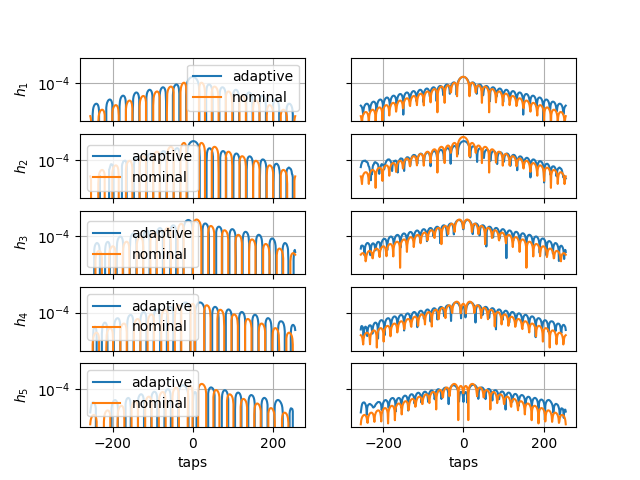 h₁
10⁻⁴
adaptive
nominal
h₂
10⁻⁴
adaptive
nominal
h₃
10⁻⁴
adaptive
nominal
h₄
10⁻⁴
adaptive
nominal
h₅
10⁻⁴
adaptive
nominal
−200 0 200 −200 0 200
taps taps